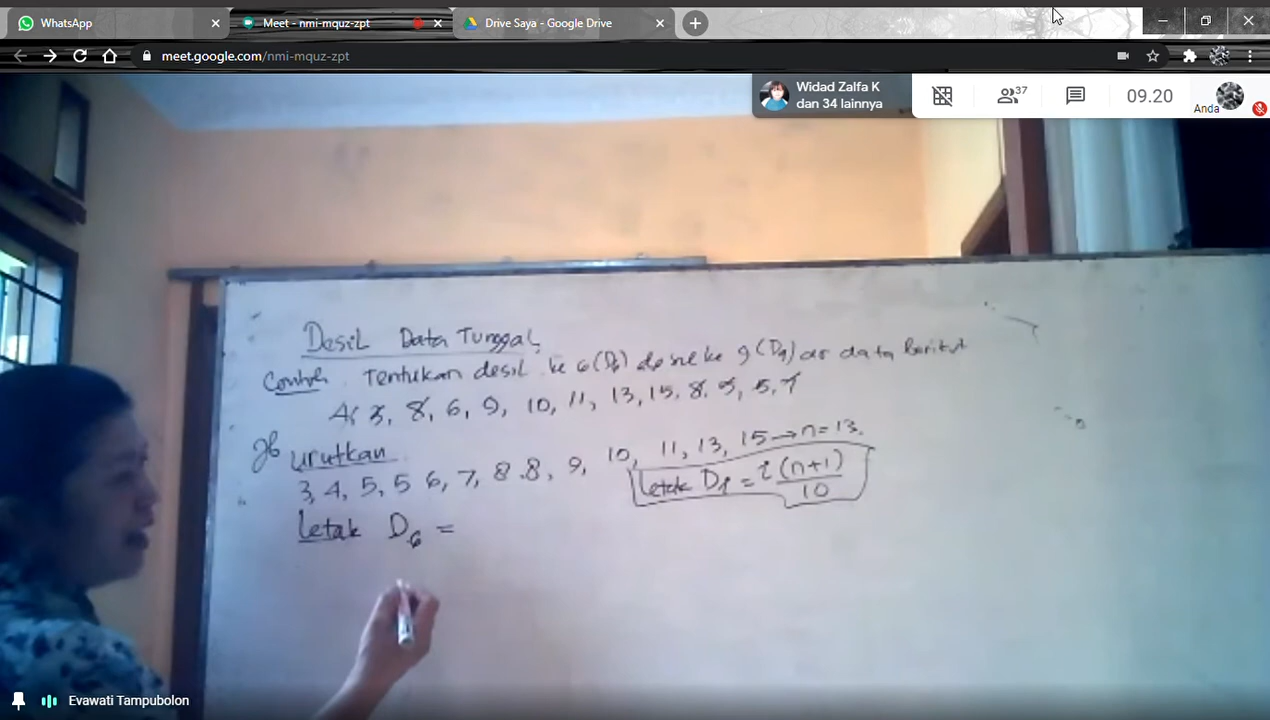 WhatsApp
Meet - nmi-mquz-zpt
Drive Saya - Google Drive
meet.google.com/nmi-mquz-zpt
Widad Zalfa K
dan 34 lainnya
37
09.20
Anda
Desil Data Tunggal
Contoh Tentukan desil ke 6 (D6) desil ke 9 (D9) dr data berikut
4, 3, 8, 6, 9, 10, 11, 13, 15, 8, 5, 5, 7
Jb urutkan
3, 4, 5, 5 6, 7, 8 8, 9, 10, 11, 13, 15 → n = 13.
Letak Di = i (n+1)
10
Letak D6 =
Evawati Tampubolon